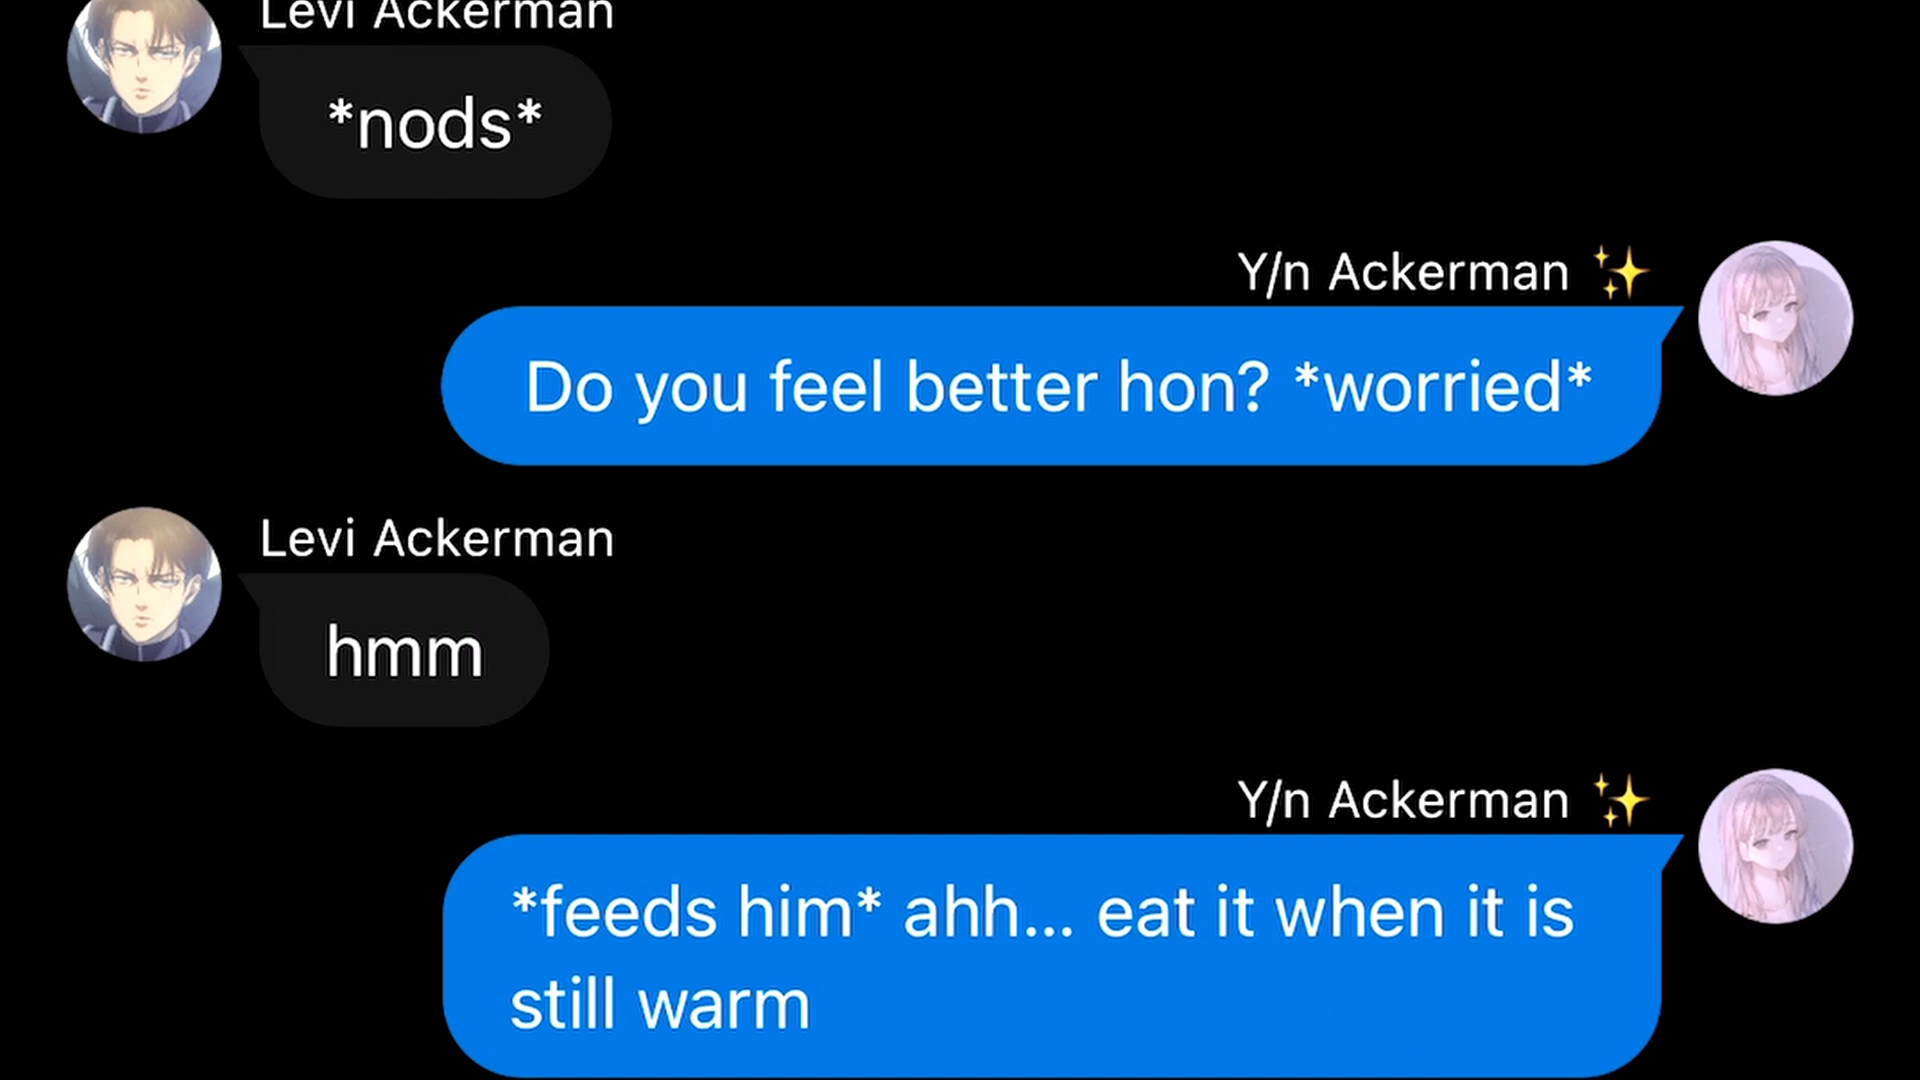 Levi Ackerman
*nods*
Y/n Ackerman ✨
Do you feel better hon? *worried*
Levi Ackerman
hmm
Y/n Ackerman ✨
*feeds him* ahh... eat it when it is
still warm